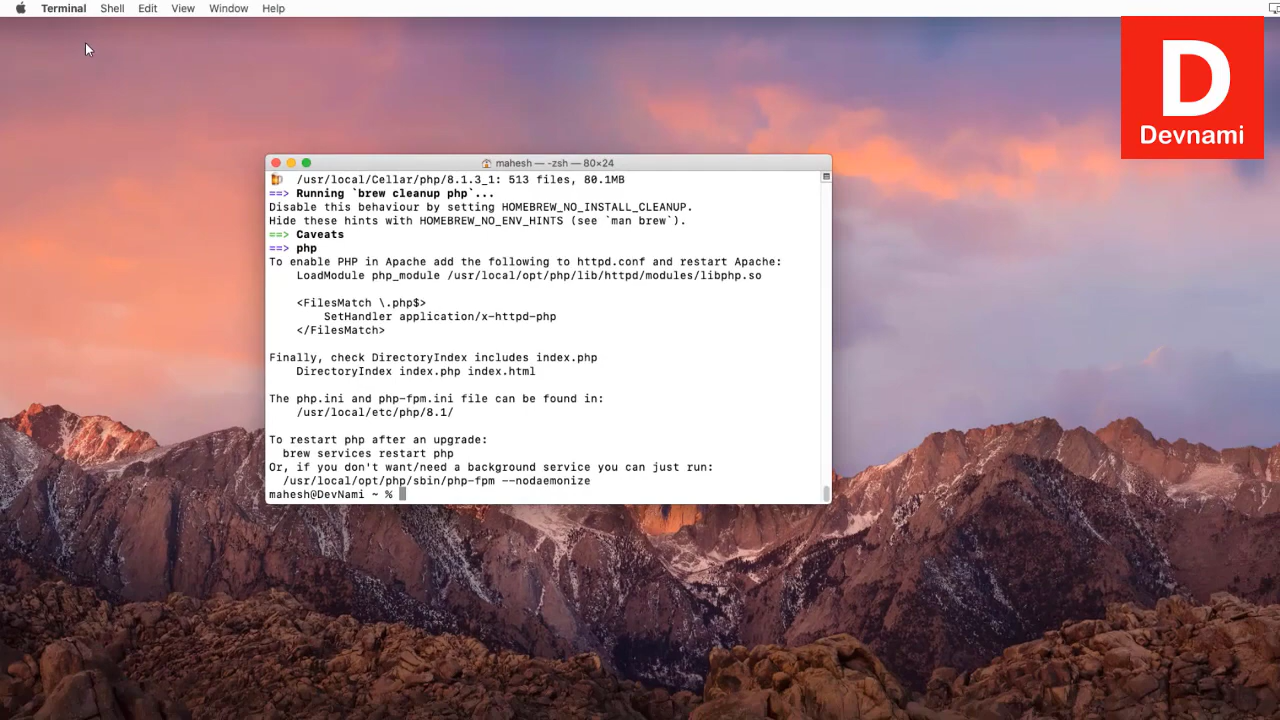 Terminal Shell Edit View Window Help
D
Devnami
mahesh — -zsh — 80×24
/usr/local/Cellar/php/8.1.3_1: 513 files, 80.1MB
==> Running `brew cleanup php`...
Disable this behaviour by setting HOMEBREW_NO_INSTALL_CLEANUP.
Hide these hints with HOMEBREW_NO_ENV_HINTS (see `man brew`).
==> Caveats
==> php
To enable PHP in Apache add the following to httpd.conf and restart Apache:
    LoadModule php_module /usr/local/opt/php/lib/httpd/modules/libphp.so
    <FilesMatch \.php$>
        SetHandler application/x-httpd-php
    </FilesMatch>
Finally, check DirectoryIndex includes index.php
    DirectoryIndex index.php index.html
The php.ini and php-fpm.ini file can be found in:
    /usr/local/etc/php/8.1/
To restart php after an upgrade:
  brew services restart php
Or, if you don't want/need a background service you can just run:
  /usr/local/opt/php/sbin/php-fpm --nodaemonize
mahesh@DevNami ~ %